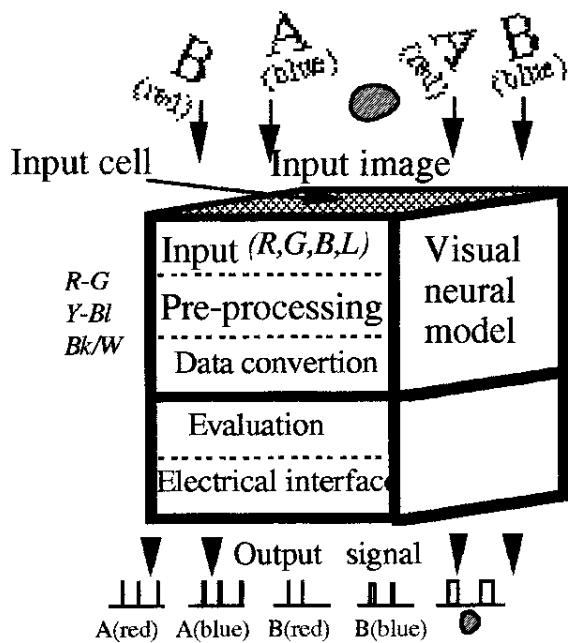 B A A B
(red) (blue) (red) (blue)
Input cell Input image
Input (R,G,B,L) Visual
R-G neural
Y-Bl Pre-processing model
Bk/W
Data convertion
Evaluation
Electrical interface
Output signal
A(red) A(blue) B(red) B(blue)